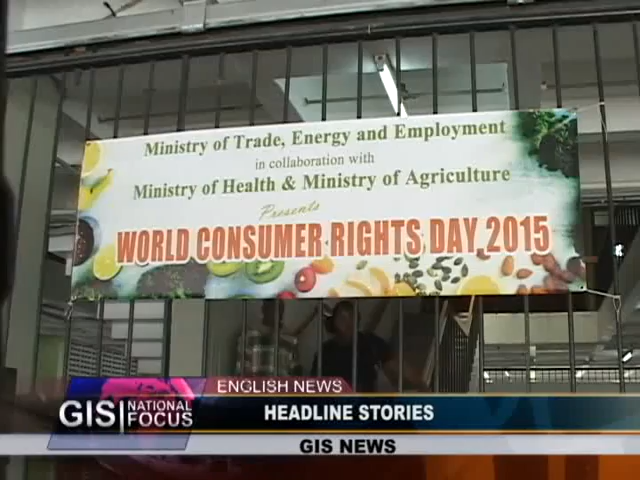 Ministry of Trade, Energy and Employment
in collaboration with
Ministry of Health & Ministry of Agriculture
Presents
WORLD CONSUMER RIGHTS DAY 2015
ENGLISH NEWS
GIS NATIONAL FOCUS
HEADLINE STORIES
GIS NEWS